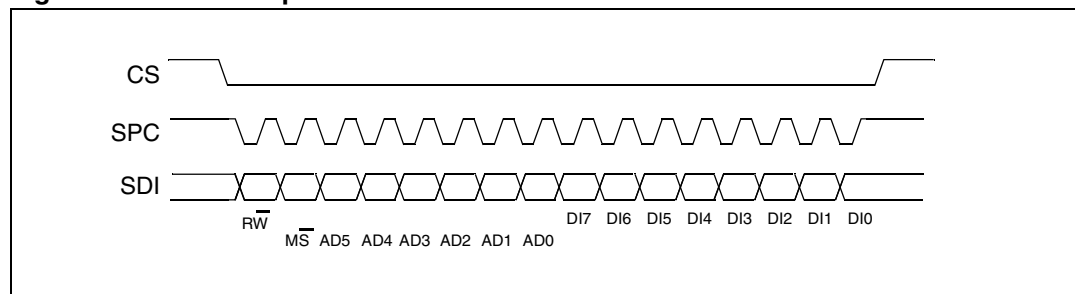 CS
SPC
SDI
RW̅ DI7 DI6 DI5 DI4 DI3 DI2 DI1 DI0
MS̅ AD5 AD4 AD3 AD2 AD1 AD0